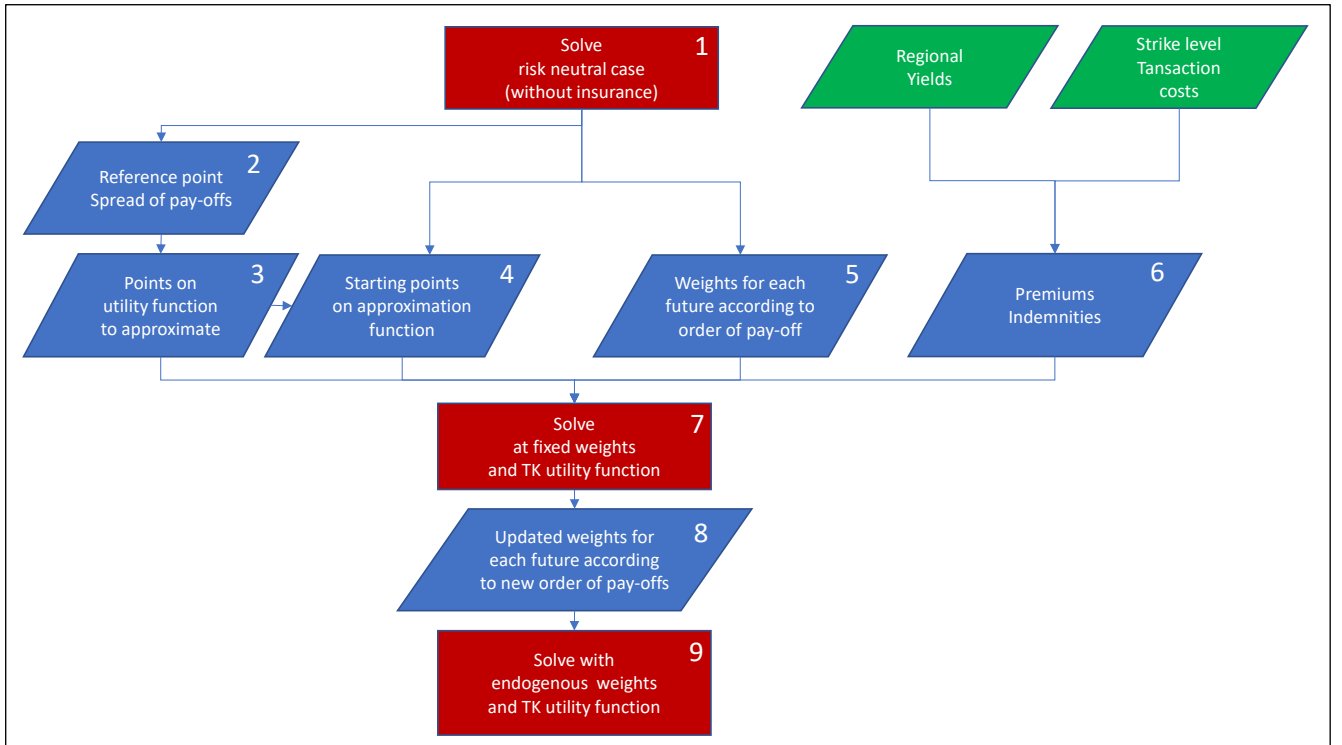 Solve
risk neutral case
(without insurance)
1
Regional
Yields
Strike level
Tansaction
costs
Reference point
Spread of pay-offs
2
Points on
utility function
to approximate
3
Starting points
on approximation
function
4
Weights for each
future according to
order of pay-off
5
Premiums
Indemnities
6
Solve
at fixed weights
and TK utility function
7
Updated weights for
each future according
to new order of pay-offs
8
Solve with
endogenous weights
and TK utility function
9